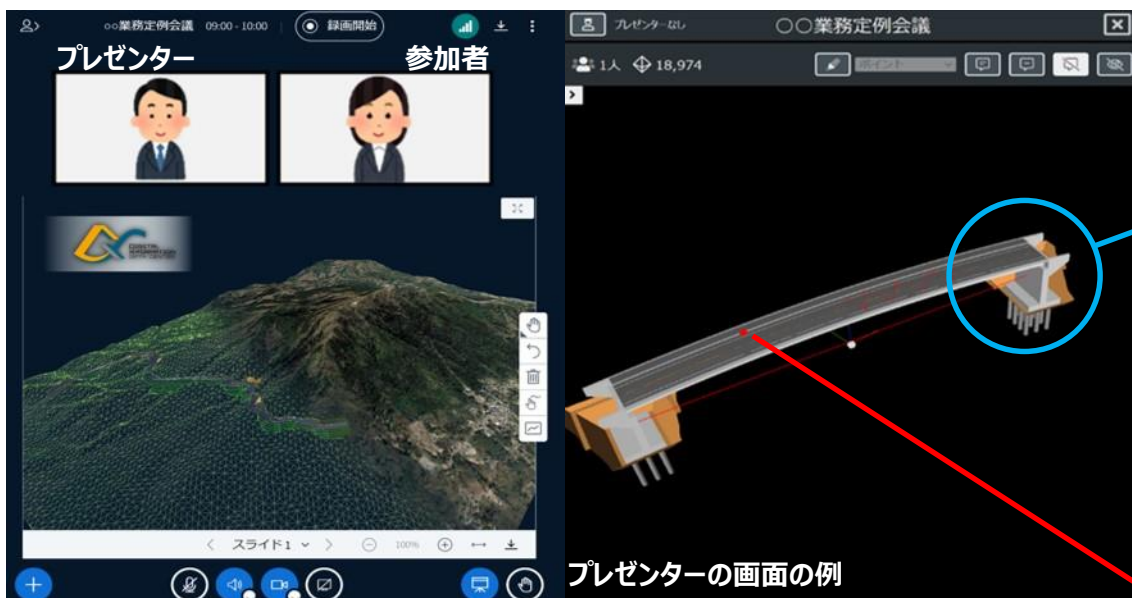 ○○業務定例会議 09:00 - 10:00
録画開始
プレゼンター
参加者
スライド1
100%
プレゼンターなし
○○業務定例会議
1人
18,974
ポイント
プレゼンターの画面の例